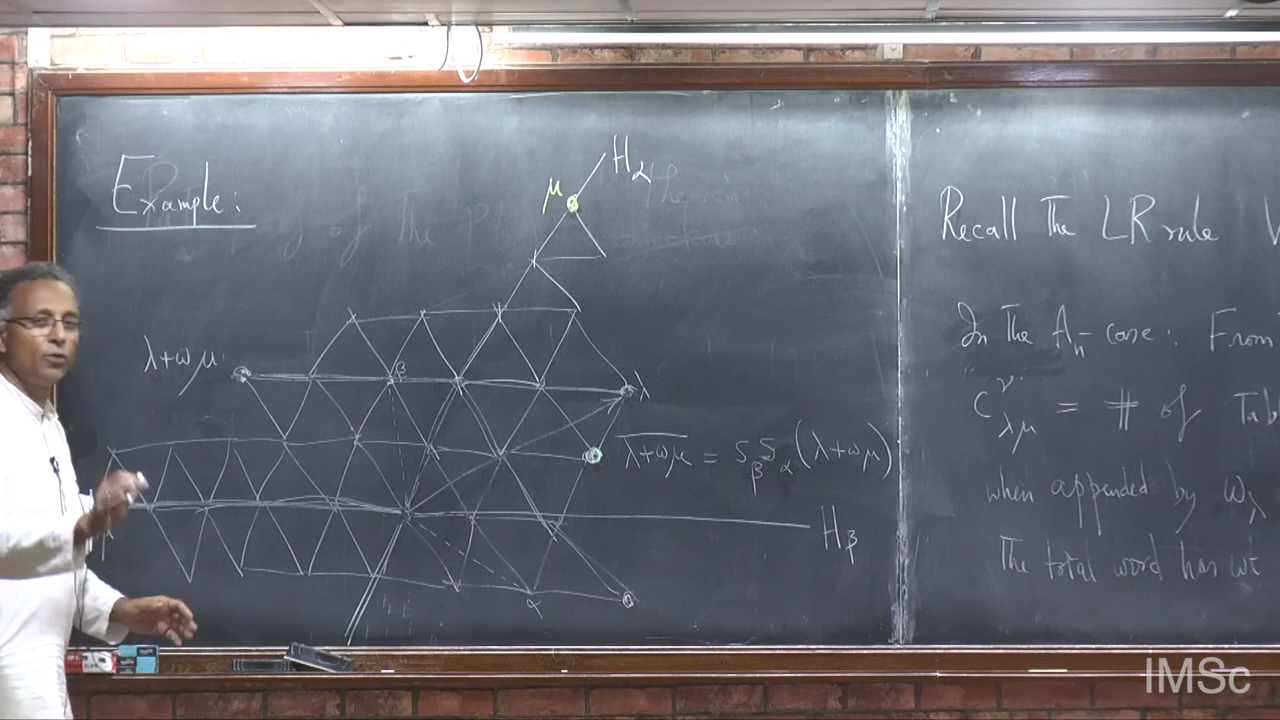 Example:
H_α
μ
λ+ωμ
β
λ
\overline{λ+ωμ} = S_β S_α (λ+ωμ)
H_β
α
Recall The LR rule
In The A_n- case: From
C^ν_{λμ} = # of Tab
when appended by ω_λ
The total word has wt
IMSc